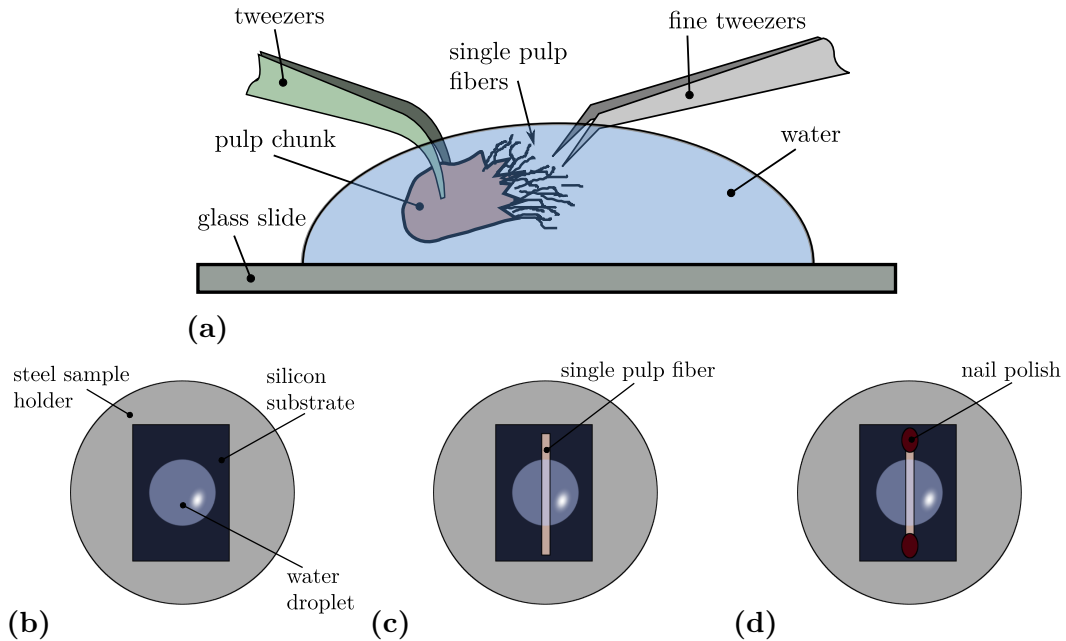 tweezers
fine tweezers
single pulp
fibers
pulp chunk
water
glass slide
(a)
steel sample
holder
silicon
substrate
water
droplet
(b)
single pulp fiber
(c)
nail polish
(d)